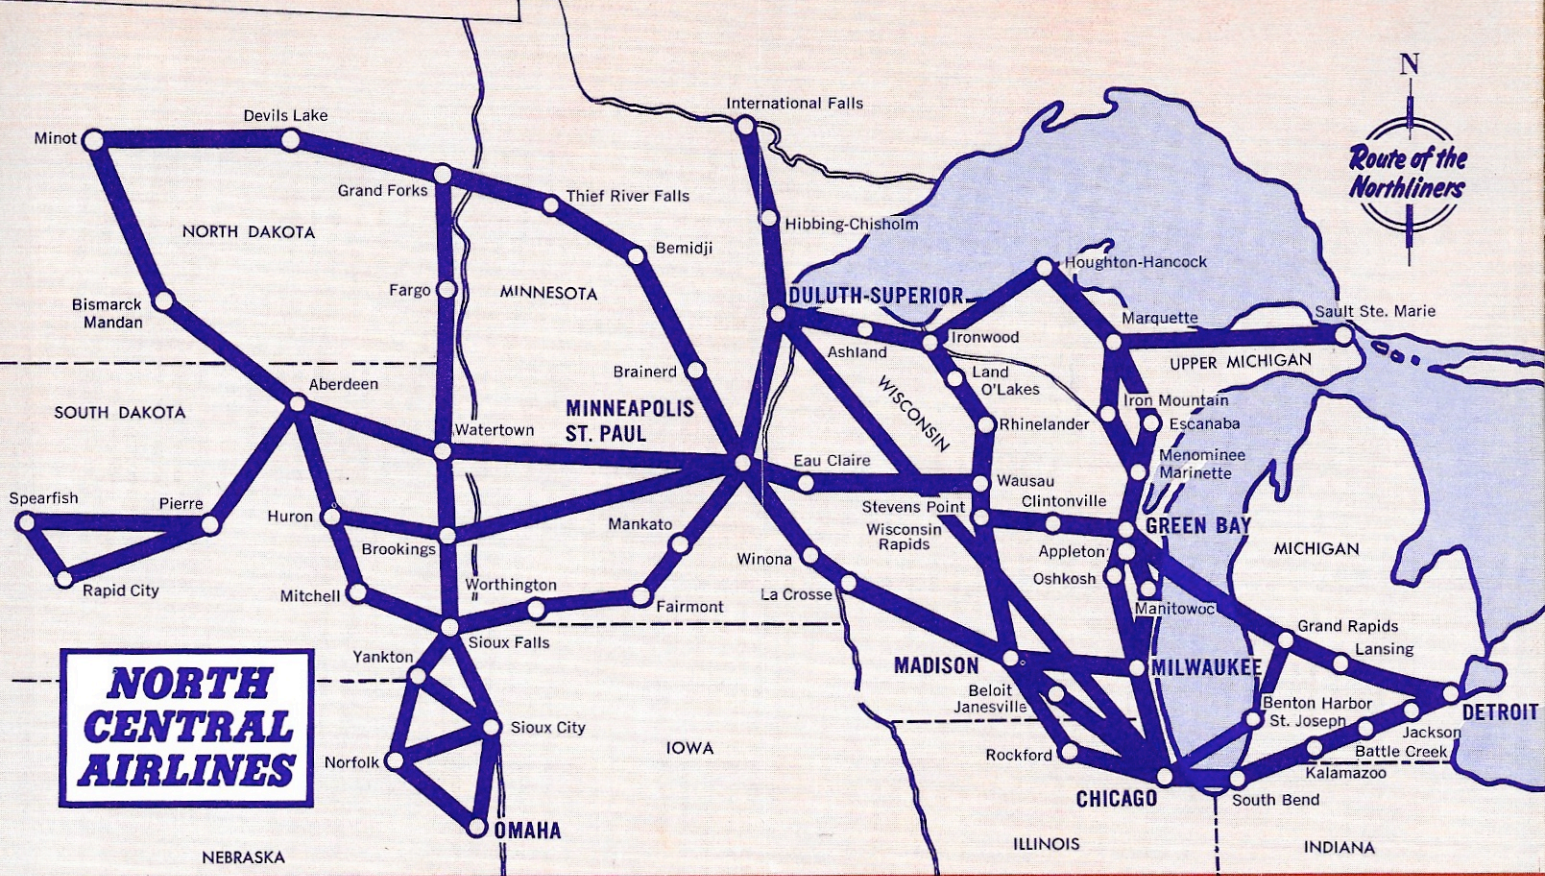 N
Route of the
Northliners
International Falls
Devils Lake
Minot
Grand Forks
Thief River Falls
Hibbing-Chisholm
NORTH DAKOTA
Bemidji
Houghton-Hancock
Fargo
MINNESOTA
DULUTH-SUPERIOR
Bismarck
Mandan
Marquette
Sault Ste. Marie
Ironwood
Ashland
UPPER MICHIGAN
Brainerd
Land
O'Lakes
Aberdeen
SOUTH DAKOTA
MINNEAPOLIS
ST. PAUL
WISCONSIN
Iron Mountain
Rhinelander
Escanaba
Watertown
Eau Claire
Menominee
Marinette
Wausau
Spearfish
Pierre
Clintonville
Stevens Point
Huron
Mankato
Wisconsin
Rapids
GREEN BAY
Brookings
Appleton
MICHIGAN
Winona
Oshkosh
Rapid City
Worthington
Mitchell
La Crosse
Fairmont
Manitowoc
Grand Rapids
Sioux Falls
Lansing
Yankton
MADISON
MILWAUKEE
NORTH
CENTRAL
AIRLINES
Beloit
Janesville
Benton Harbor
St. Joseph
DETROIT
Sioux City
Jackson
IOWA
Battle Creek
Rockford
Norfolk
Kalamazoo
CHICAGO
South Bend
OMAHA
ILLINOIS
INDIANA
NEBRASKA